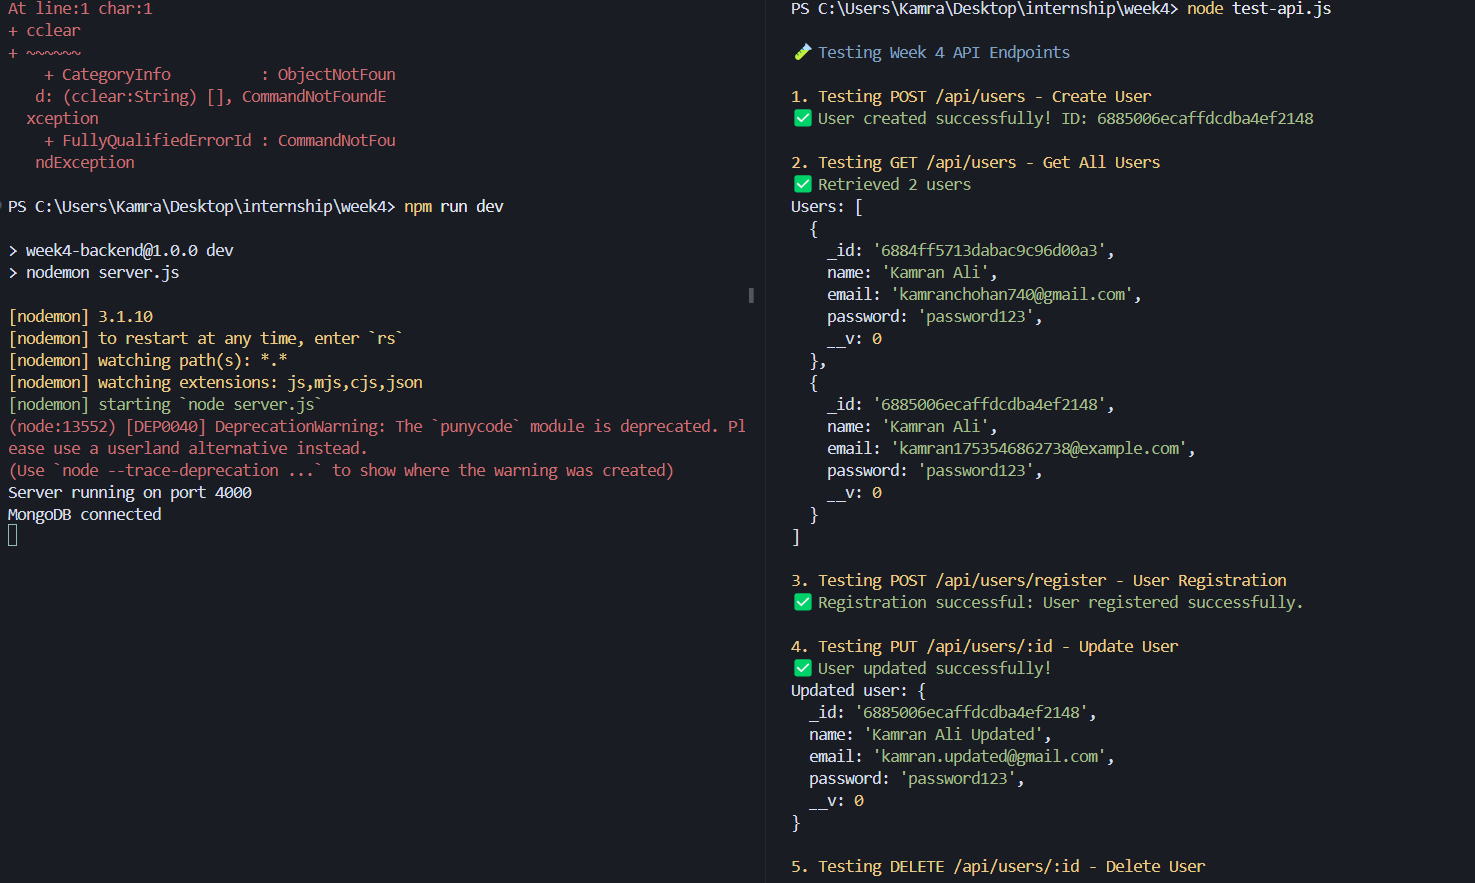 At line:1 char:1
+ cclear
+ ~~~~~~
    + CategoryInfo          : ObjectNotFoun
   d: (cclear:String) [], CommandNotFoundE
  xception
    + FullyQualifiedErrorId : CommandNotFou
   ndException

PS C:\Users\Kamra\Desktop\internship\week4> npm run dev

> week4-backend@1.0.0 dev
> nodemon server.js

[nodemon] 3.1.10
[nodemon] to restart at any time, enter `rs`
[nodemon] watching path(s): *.*
[nodemon] watching extensions: js,mjs,cjs,json
[nodemon] starting `node server.js`
(node:13552) [DEP0040] DeprecationWarning: The `punycode` module is deprecated. Pl
ease use a userland alternative instead.
(Use `node --trace-deprecation ...` to show where the warning was created)
Server running on port 4000
MongoDB connected

PS C:\Users\Kamra\Desktop\internship\week4> node test-api.js

Testing Week 4 API Endpoints

1. Testing POST /api/users - Create User
✅ User created successfully! ID: 6885006ecaffdcdba4ef2148

2. Testing GET /api/users - Get All Users
✅ Retrieved 2 users
Users: [
  {
    _id: '6884ff5713dabac9c96d00a3',
    name: 'Kamran Ali',
    email: 'kamranchohan740@gmail.com',
    password: 'password123',
    __v: 0
  },
  {
    _id: '6885006ecaffdcdba4ef2148',
    name: 'Kamran Ali',
    email: 'kamran1753546862738@example.com',
    password: 'password123',
    __v: 0
  }
]

3. Testing POST /api/users/register - User Registration
✅ Registration successful: User registered successfully.

4. Testing PUT /api/users/:id - Update User
✅ User updated successfully!
Updated user: {
  _id: '6885006ecaffdcdba4ef2148',
  name: 'Kamran Ali Updated',
  email: 'kamran.updated@gmail.com',
  password: 'password123',
  __v: 0
}

5. Testing DELETE /api/users/:id - Delete User